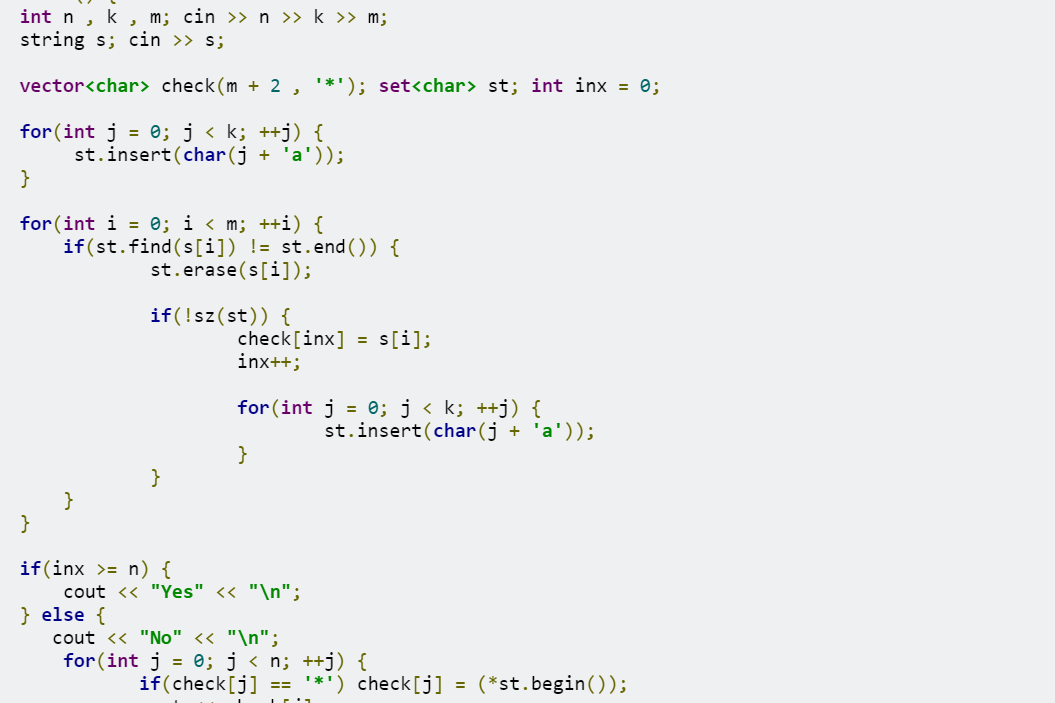 int n , k , m; cin >> n >> k >> m;
string s; cin >> s;
vector<char> check(m + 2 , '*'); set<char> st; int inx = 0;
for(int j = 0; j < k; ++j) {
st.insert(char(j + 'a'));
}
for(int i = 0; i < m; ++i) {
if(st.find(s[i]) != st.end()) {
st.erase(s[i]);
if(!sz(st)) {
check[inx] = s[i];
inx++;
for(int j = 0; j < k; ++j) {
st.insert(char(j + 'a'));
}
}
}
}
if(inx >= n) {
cout << "Yes" << "\n";
} else {
cout << "No" << "\n";
for(int j = 0; j < n; ++j) {
if(check[j] == '*') check[j] = (*st.begin());